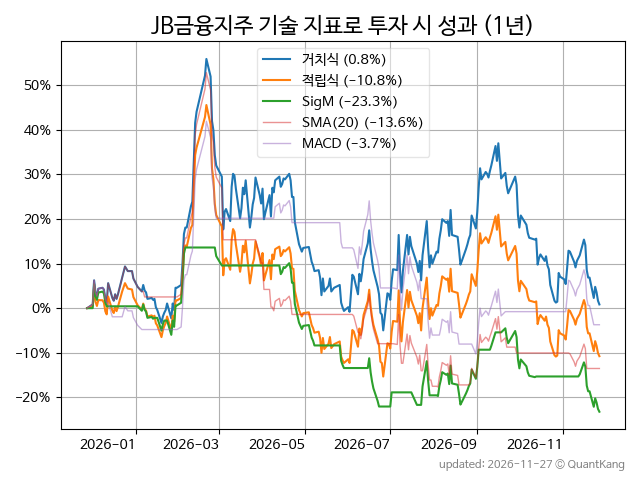 JB금융지주 기술 지표로 투자 시 성과 (1년)
거치식 (0.8%)
적립식 (−10.8%)
SigM (−23.3%)
SMA(20) (−13.6%)
MACD (−3.7%)
50%
40%
30%
20%
10%
0%
−10%
−20%
2026-01 2026-03 2026-05 2026-07 2026-09 2026-11
updated: 2026-11-27 © QuantKang